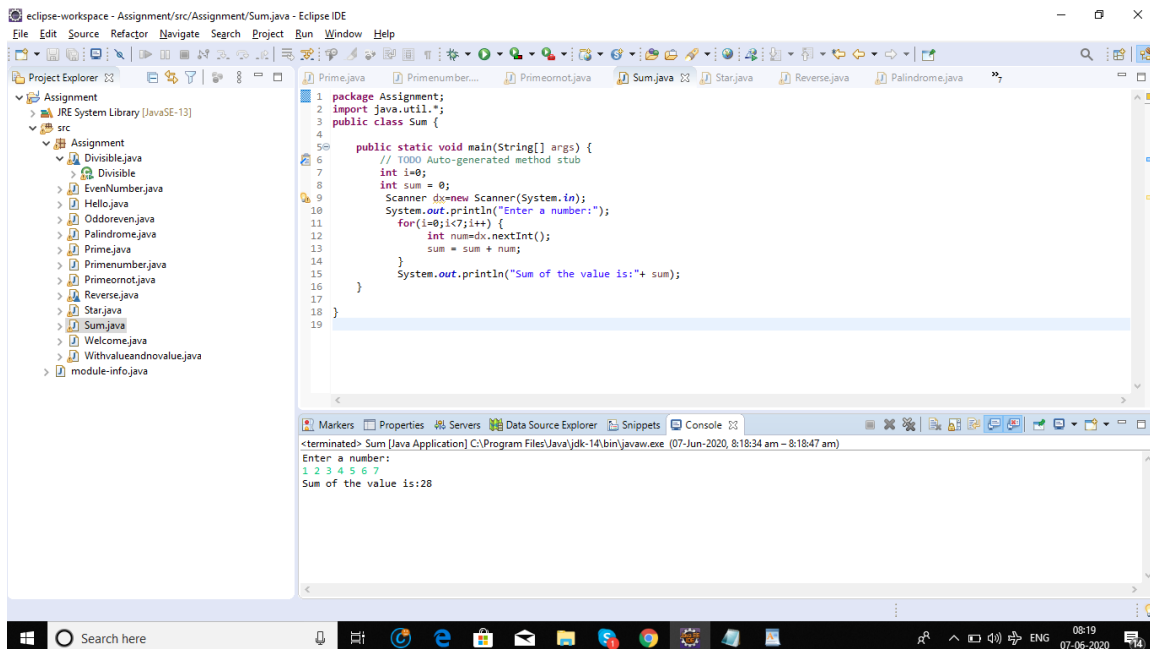 eclipse-workspace - Assignment/src/Assignment/Sum.java - Eclipse IDE
File Edit Source Refactor Navigate Search Project Run Window Help
Project Explorer
Assignment
JRE System Library [JavaSE-13]
src
Assignment
Divisible.java
Divisible
EvenNumber.java
Hello.java
Oddoreven.java
Palindrome.java
Prime.java
Primenumber.java
Primeornot.java
Reverse.java
Star.java
Sum.java
Welcome.java
Withvalueandnovalue.java
module-info.java
Prime.java Primenumber.... Primeornot.java Sum.java Star.java Reverse.java Palindrome.java »7
1 package Assignment;
2 import java.util.*;
3 public class Sum {
4
5 public static void main(String[] args) {
6 // TODO Auto-generated method stub
7 int i=0;
8 int sum = 0;
9 Scanner dx=new Scanner(System.in);
10 System.out.println("Enter a number:");
11 for(i=0;i<7;i++) {
12 int num=dx.nextInt();
13 sum = sum + num;
14 }
15 System.out.println("Sum of the value is:"+ sum);
16 }
17
18 }
19
Markers Properties Servers Data Source Explorer Snippets Console
<terminated> Sum [Java Application] C:\Program Files\Java\jdk-14\bin\javaw.exe (07-Jun-2020, 8:18:34 am – 8:18:47 am)
Enter a number:
1 2 3 4 5 6 7
Sum of the value is:28
Search here
ENG
08:19
07-06-2020
14